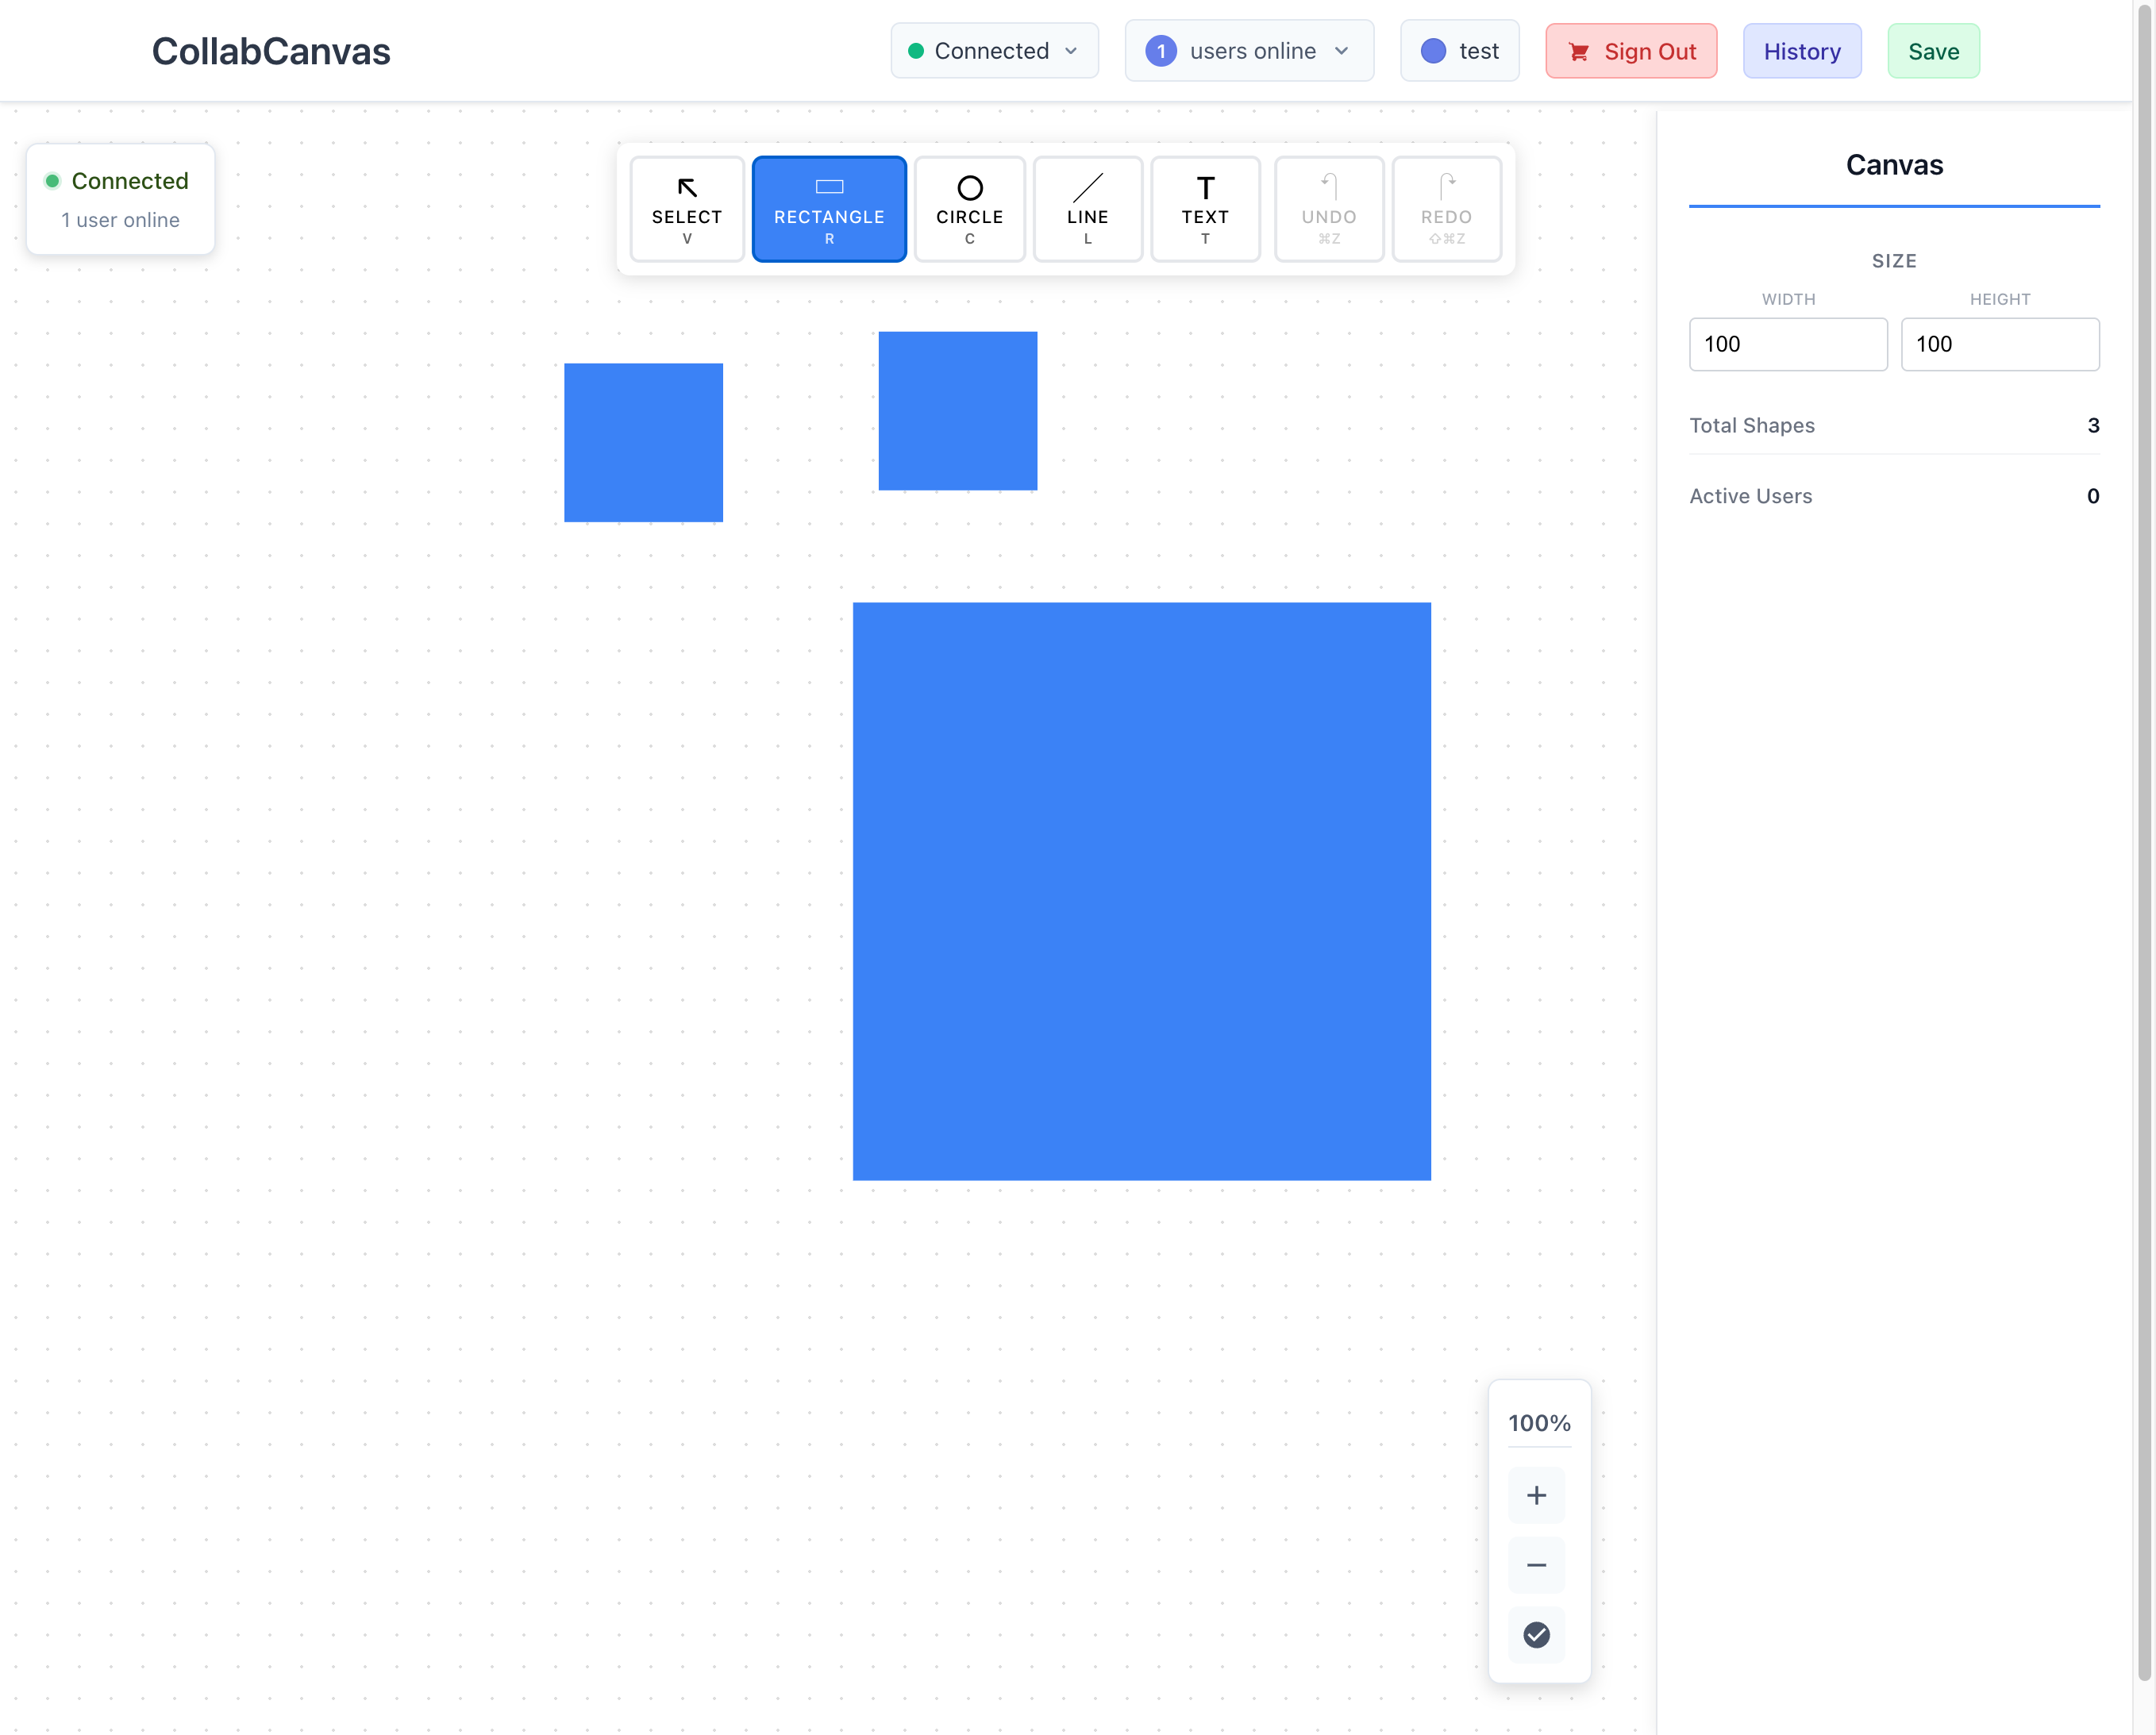 CollabCanvas
Connected
1 users online
test
Sign Out
History
Save
Connected
1 user online
SELECT
V
RECTANGLE
R
CIRCLE
C
LINE
L
T
TEXT
T
UNDO
⌘Z
REDO
⇧⌘Z
Canvas
SIZE
WIDTH HEIGHT
100 100
Total Shapes 3
Active Users 0
100%
+
−